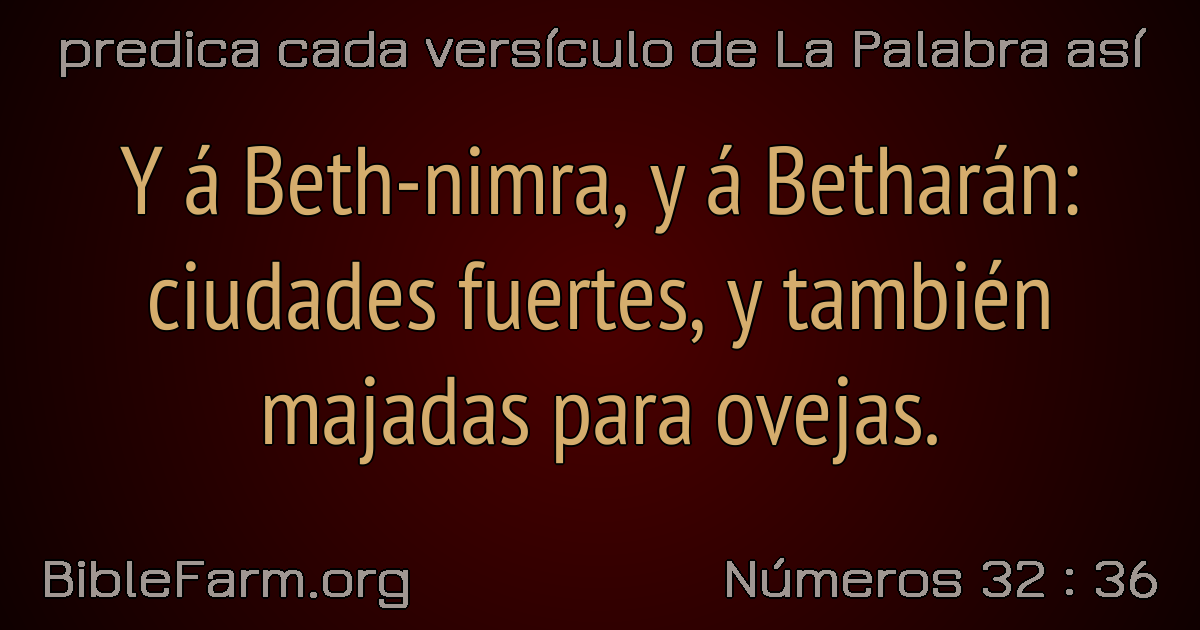 predica cada versículo de La Palabra así
Y á Beth-nimra, y á Betharán:
ciudades fuertes, y también
majadas para ovejas.
BibleFarm.org
Números 32 : 36